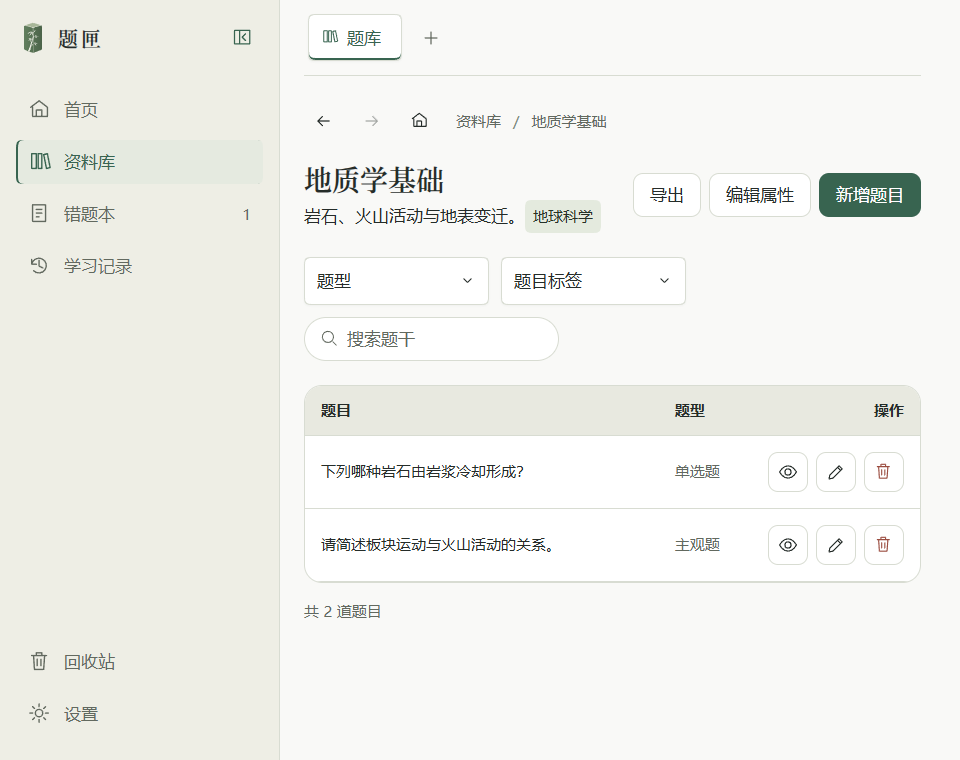 题匣
首页
资料库
错题本 1
学习记录
回收站
设置
题库
资料库 / 地质学基础
地质学基础
岩石、火山活动与地表变迁。 地球科学
导出 编辑属性 新增题目
题型 题目标签
搜索题干
题目 题型 操作
下列哪种岩石由岩浆冷却形成? 单选题
请简述板块运动与火山活动的关系。 主观题
共 2 道题目